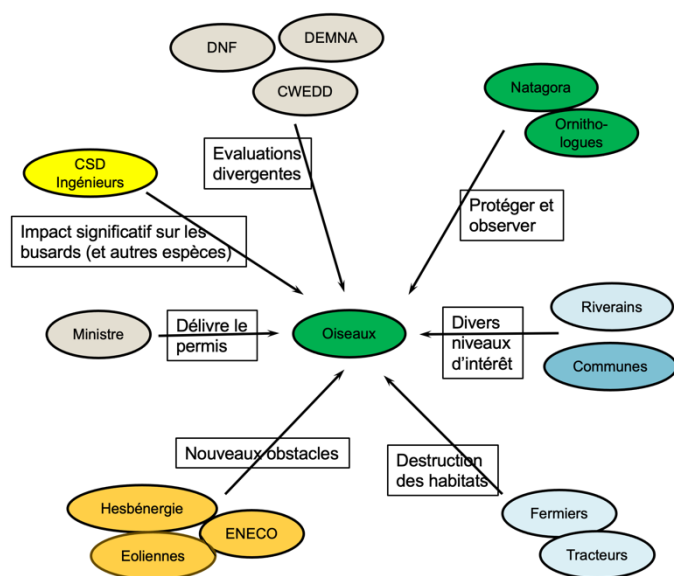 DNF
DEMNA
CWEDD
Natagora
Ornitho-
logues
Evaluations
divergentes
CSD
Ingénieurs
Protéger et
observer
Impact significatif sur les
busards (et autres espèces)
Ministre
Délivre le
permis
Oiseaux
Divers
niveaux
d'intérêt
Riverains
Communes
Nouveaux obstacles
Destruction
des habitats
Hesbénergie
ENECO
Eoliennes
Fermiers
Tracteurs